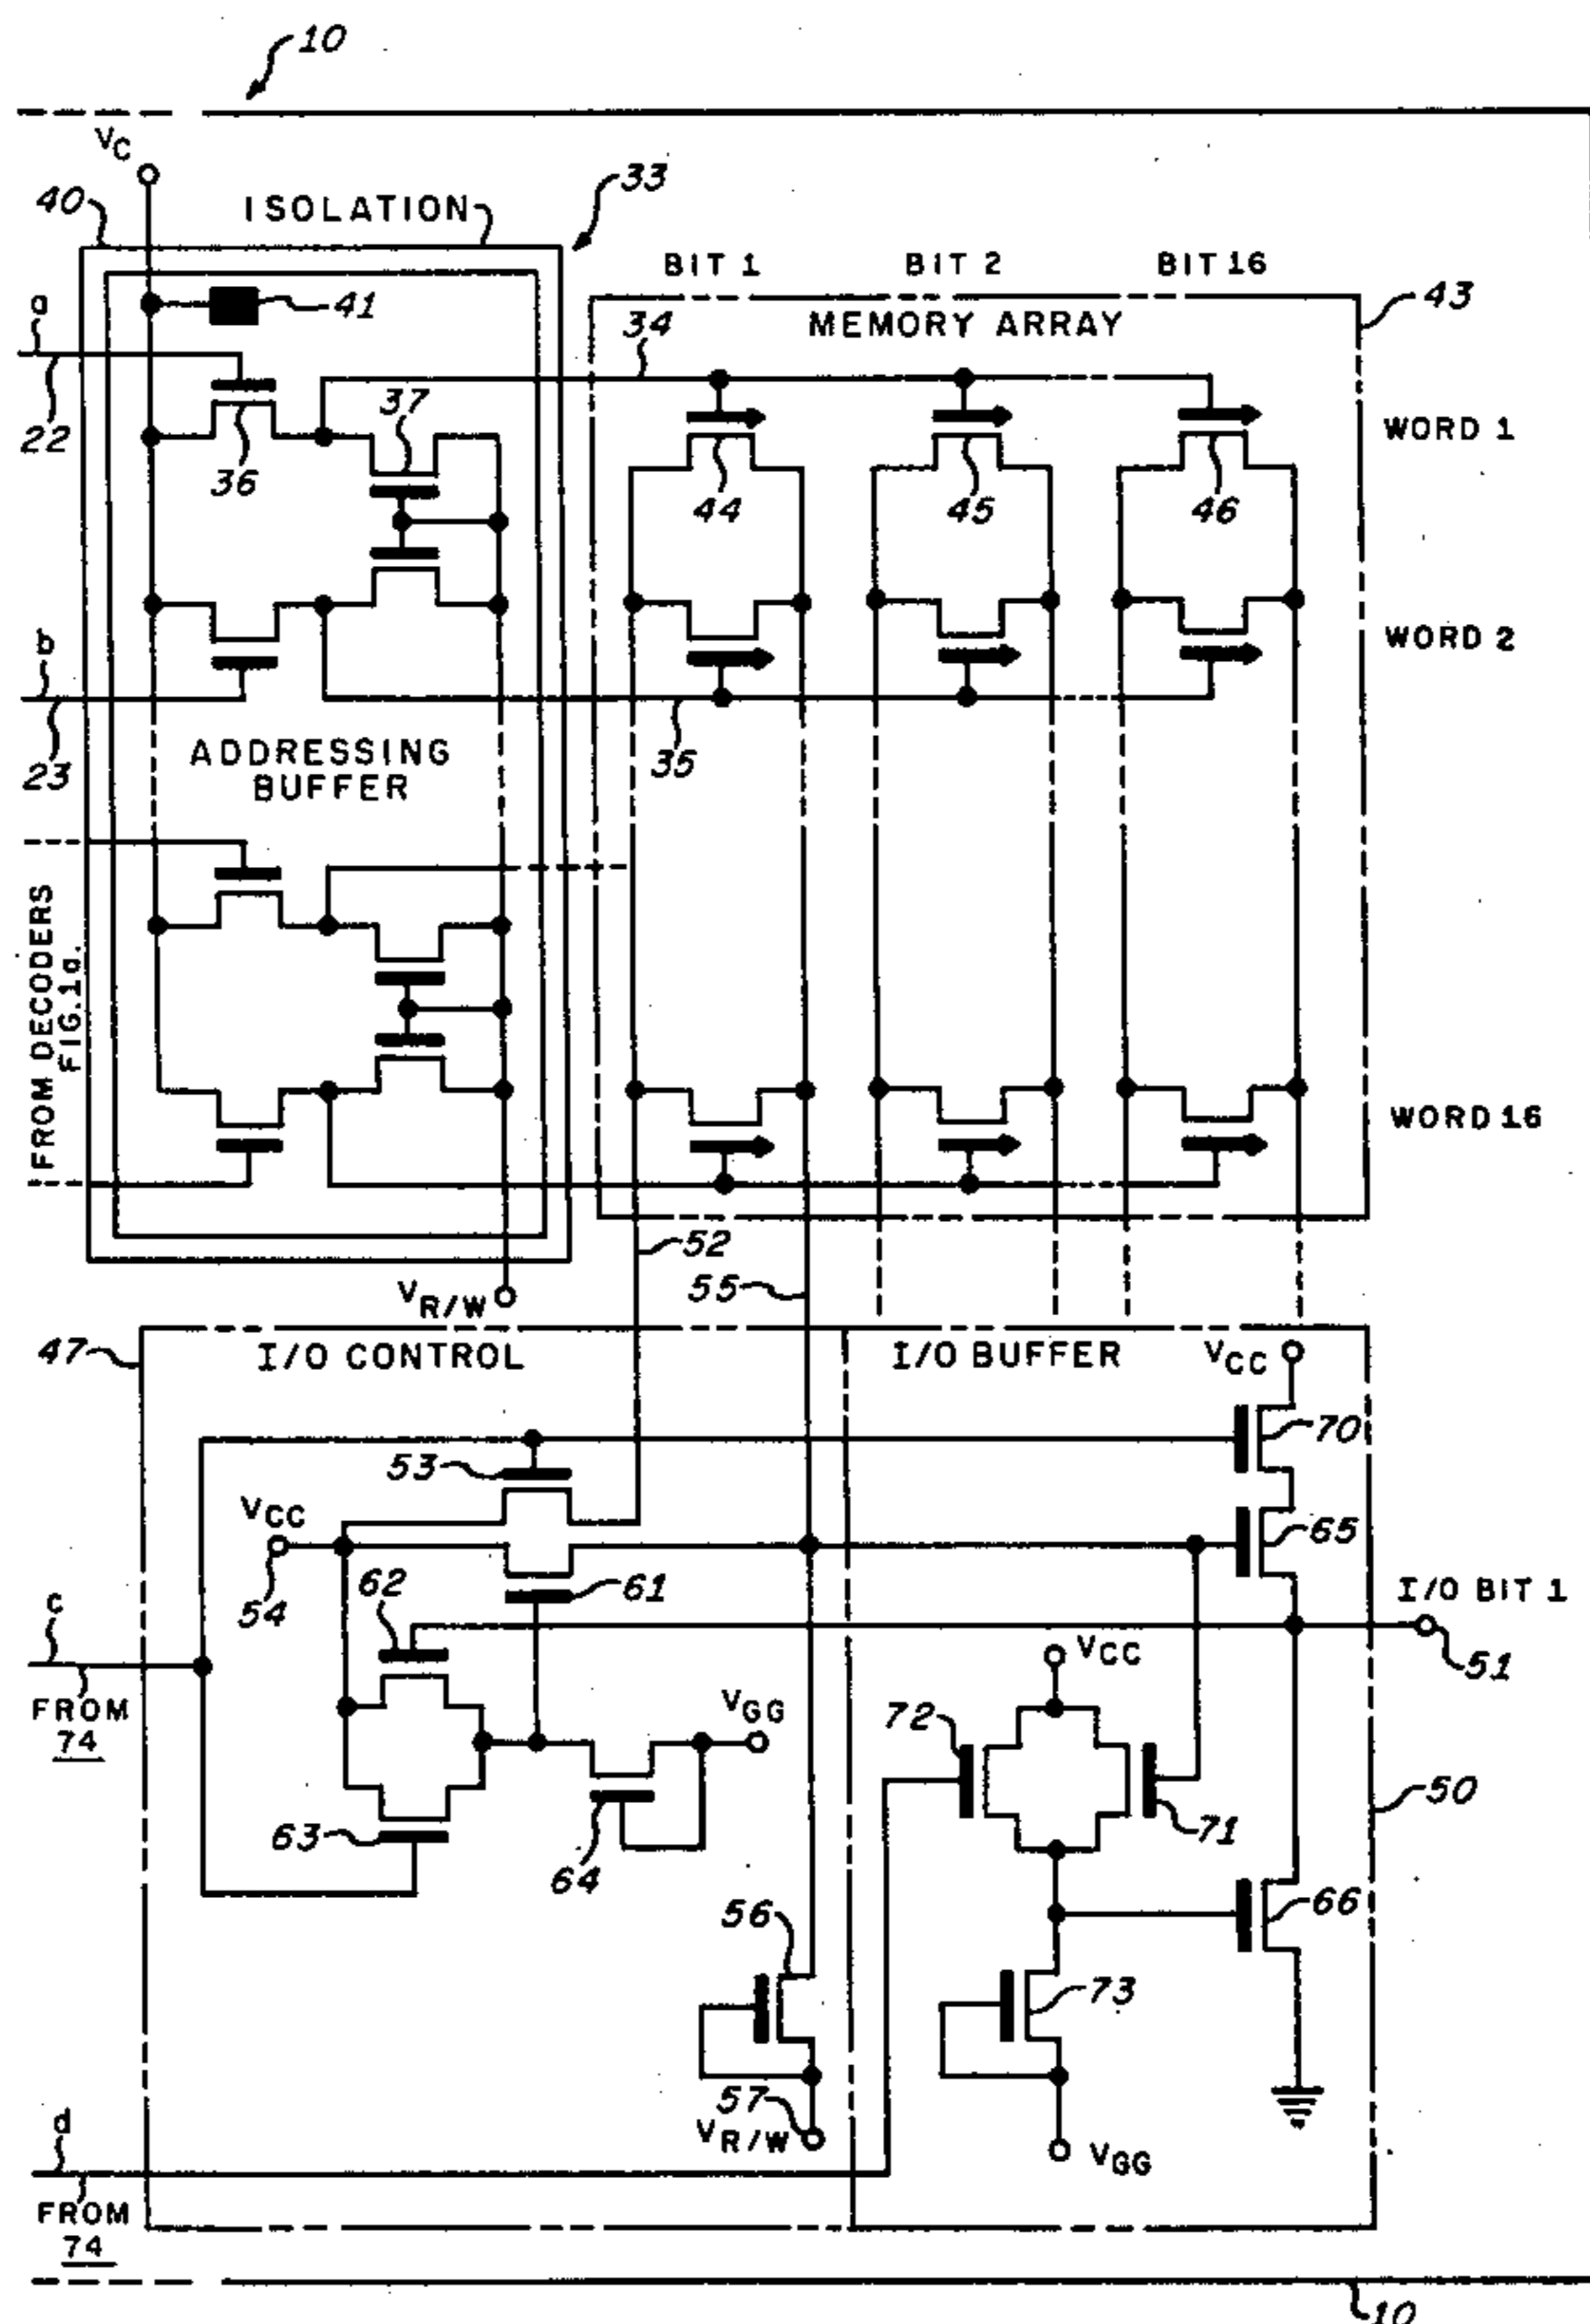 10
VC
40
ISOLATION
33
BIT 1
BIT 2
BIT 16
41
34
MEMORY ARRAY
43
a
22
36
37
44
45
46
WORD 1
b
23
ADDRESSING
BUFFER
35
WORD 2
FROM DECODERS
FIG.1a.
WORD 16
52
VR/W
55
47
I/O CONTROL
I/O BUFFER
VCC
70
53
VCC
65
54
62
61
I/O BIT 1
c
51
FROM
74
VCC
VGG
72
50
63
71
64
56
66
73
57
VR/W
d
VGG
FROM
74
10